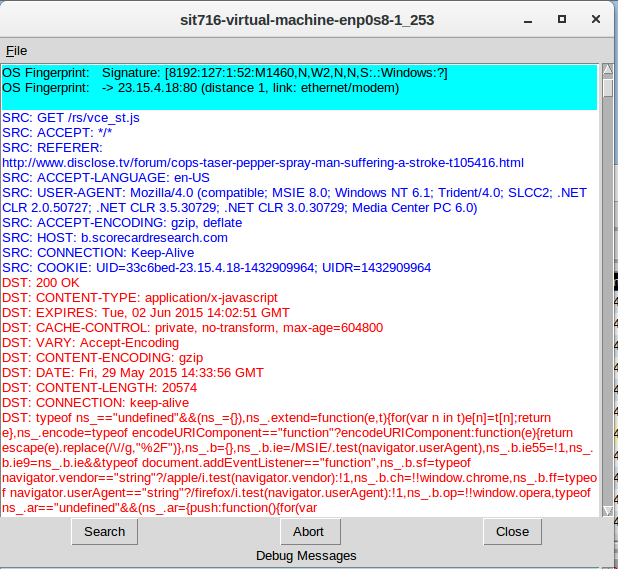 sit716-virtual-machine-enp0s8-1_253
File
OS Fingerprint: Signature: [8192:127:1:52:M1460,N,W2,N,N,S:.:Windows:?]
OS Fingerprint: -> 23.15.4.18:80 (distance 1, link: ethernet/modem)
SRC: GET /rs/vce_st.js
SRC: ACCEPT: */*
SRC: REFERER:
http://www.disclose.tv/forum/cops-taser-pepper-spray-man-suffering-a-stroke-t105416.html
SRC: ACCEPT-LANGUAGE: en-US
SRC: USER-AGENT: Mozilla/4.0 (compatible; MSIE 8.0; Windows NT 6.1; Trident/4.0; SLCC2; .NET
CLR 2.0.50727; .NET CLR 3.5.30729; .NET CLR 3.0.30729; Media Center PC 6.0)
SRC: ACCEPT-ENCODING: gzip, deflate
SRC: HOST: b.scorecardresearch.com
SRC: CONNECTION: Keep-Alive
SRC: COOKIE: UID=33c6bed-23.15.4.18-1432909964; UIDR=1432909964
DST: 200 OK
DST: CONTENT-TYPE: application/x-javascript
DST: EXPIRES: Tue, 02 Jun 2015 14:02:51 GMT
DST: CACHE-CONTROL: private, no-transform, max-age=604800
DST: VARY: Accept-Encoding
DST: CONTENT-ENCODING: gzip
DST: DATE: Fri, 29 May 2015 14:33:56 GMT
DST: CONTENT-LENGTH: 20574
DST: CONNECTION: keep-alive
DST: typeof ns_=="undefined"&&(ns_={}),ns_.extend=function(e,t){for(var n in t)e[n]=t[n];return
e},ns_.encode=typeof encodeURIComponent=="function"?encodeURIComponent:function(e){return
escape(e).replace(/\//g,"%2F")},ns_.b={},ns_.b.ie=/MSIE/.test(navigator.userAgent),ns_.b.ie55=!1,ns_.
b.ie9=ns_.b.ie&&typeof document.addEventListener=="function",ns_.b.sf=typeof
navigator.vendor=="string"?/apple/i.test(navigator.vendor):!1,ns_.b.ch=!!window.chrome,ns_.b.ff=typeo
f navigator.userAgent=="string"?/firefox/i.test(navigator.userAgent):!1,ns_.b.op=!!window.opera,typeof
ns_.ar=="undefined"&&(ns_.ar={push:function(){for(var
Search
Abort
Close
Debug Messages